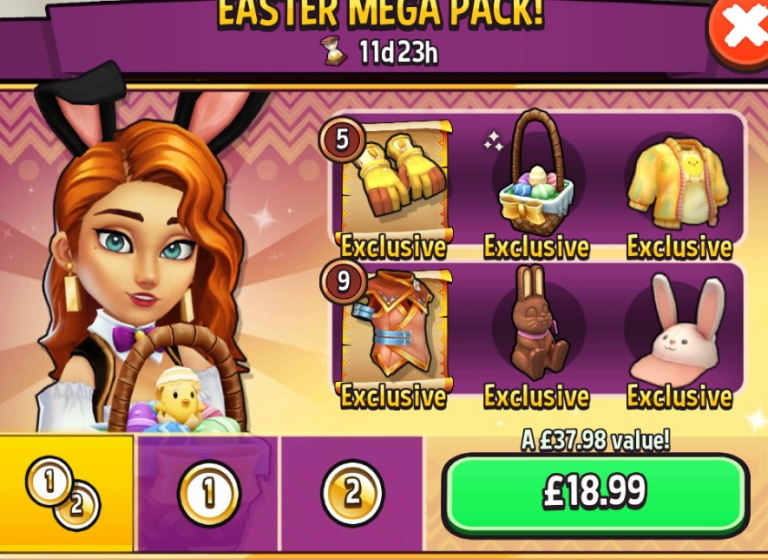 EASTER MEGA PACK!
11d23h
5
Exclusive Exclusive Exclusive
9
Exclusive Exclusive Exclusive
A £37.98 value!
1 2 1 2 £18.99